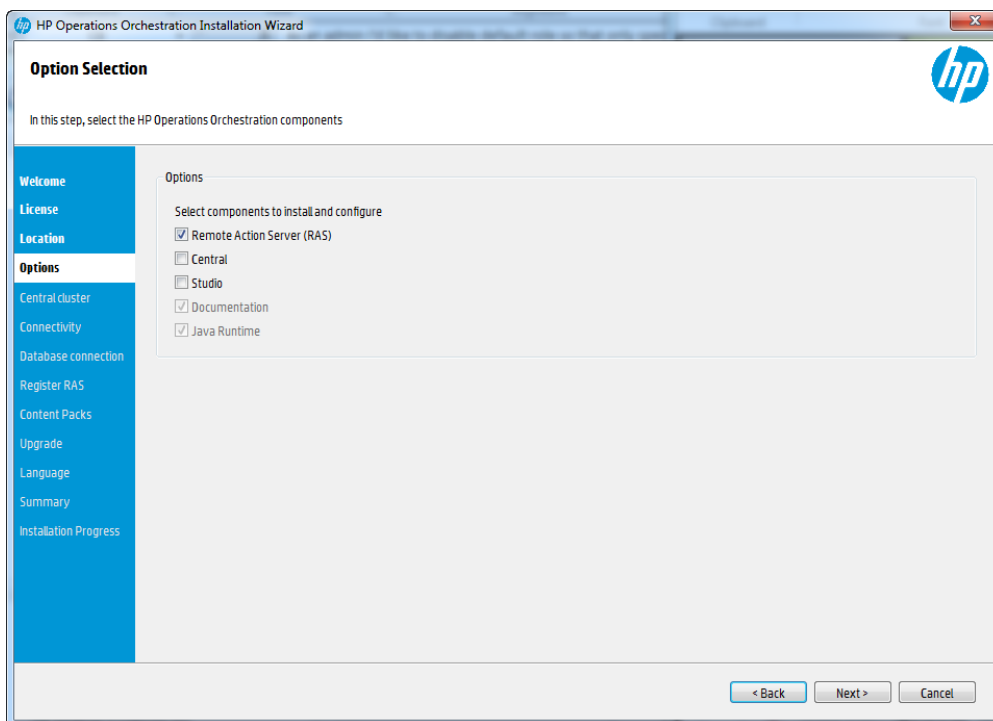 HP Operations Orchestration Installation Wizard
Option Selection
hp
In this step, select the HP Operations Orchestration components
Welcome
License
Location
Options
Central cluster
Connectivity
Database connection
Register RAS
Content Packs
Upgrade
Language
Summary
Installation Progress
Options
Select components to install and configure
Remote Action Server (RAS)
Central
Studio
Documentation
Java Runtime
< Back
Next >
Cancel